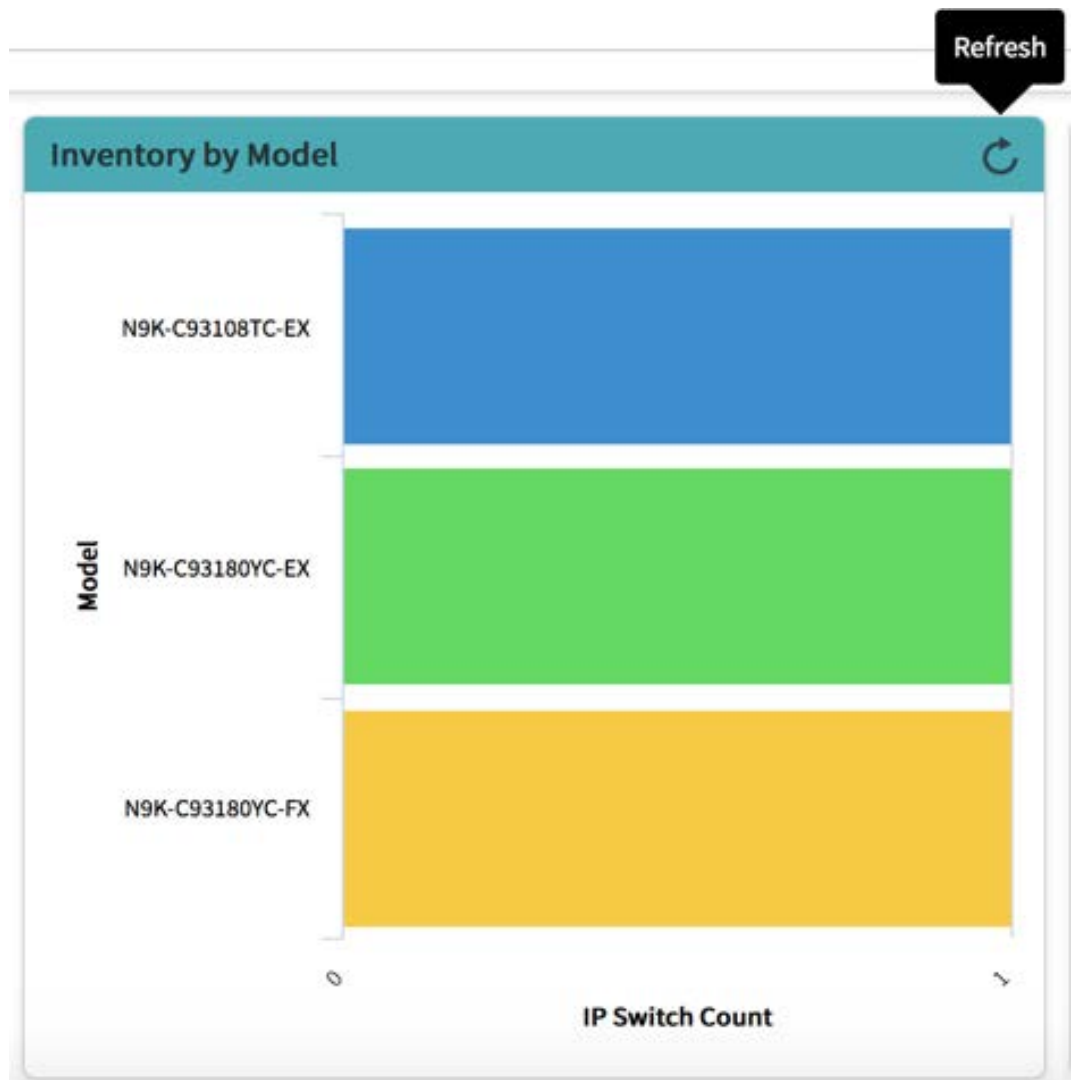 Refresh
Inventory by Model
N9K-C93108TC-EX
N9K-C93180YC-EX
N9K-C93180YC-FX
Model
0
1
IP Switch Count